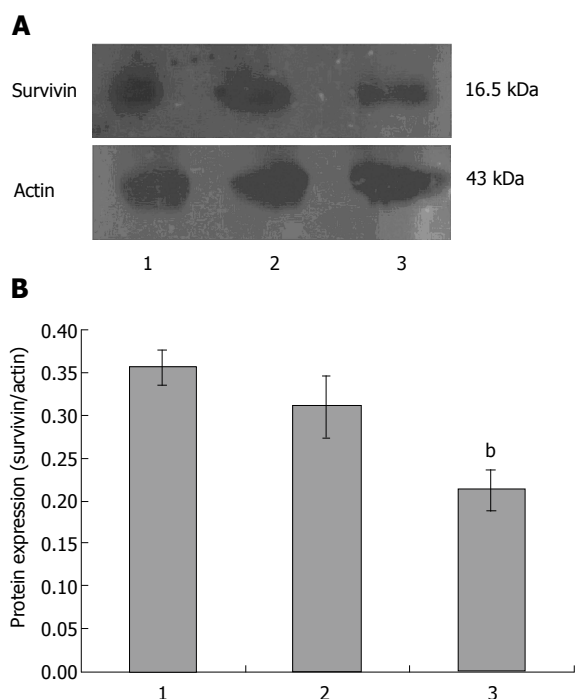 A
Survivin 16.5 kDa
Actin 43 kDa
1 2 3
B
Protein expression (survivin/actin)
0.40
0.35
0.30
0.25
0.20
0.15
0.10
0.05
0.00
b
1 2 3